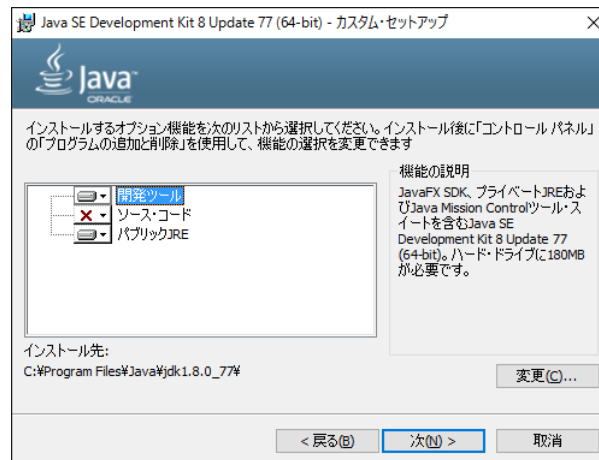 Java SE Development Kit 8 Update 77 (64-bit) - カスタム・セットアップ
Java
ORACLE
インストールするオプション機能を次のリストから選択してください。インストール後に「コントロール パネル」
の「プログラムの追加と削除」を使用して、機能の選択を変更できます
開発ツール
ソース・コード
パブリックJRE
機能の説明
JavaFX SDK、プライベートJREおよ
びJava Mission Controlツール・ス
イートを含むJava SE
Development Kit 8 Update 77
(64-bit)。ハード・ドライブに180MB
が必要です。
インストール先:
C:¥Program Files¥Java¥jdk1.8.0_77¥
変更(C)...
< 戻る(B)
次(N) >
取消